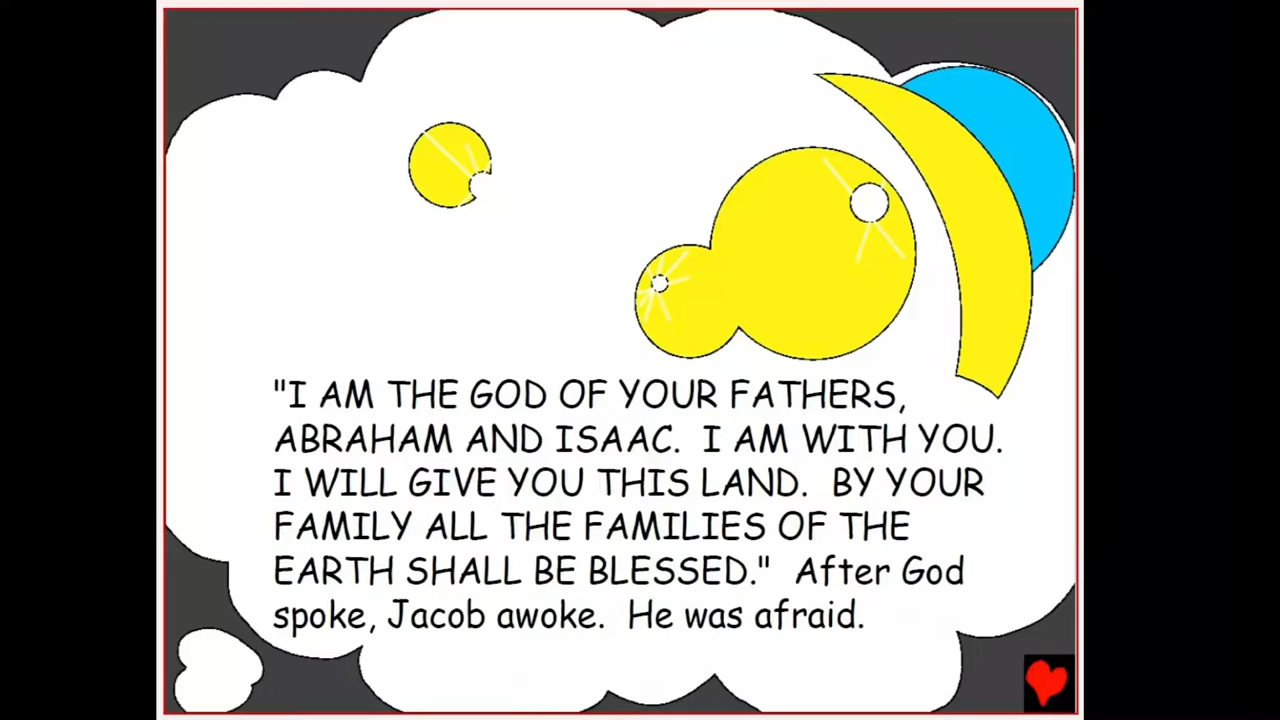 "I AM THE GOD OF YOUR FATHERS,
ABRAHAM AND ISAAC.  I AM WITH YOU.
I WILL GIVE YOU THIS LAND.  BY YOUR
FAMILY ALL THE FAMILIES OF THE
EARTH SHALL BE BLESSED."  After God
spoke, Jacob awoke.  He was afraid.